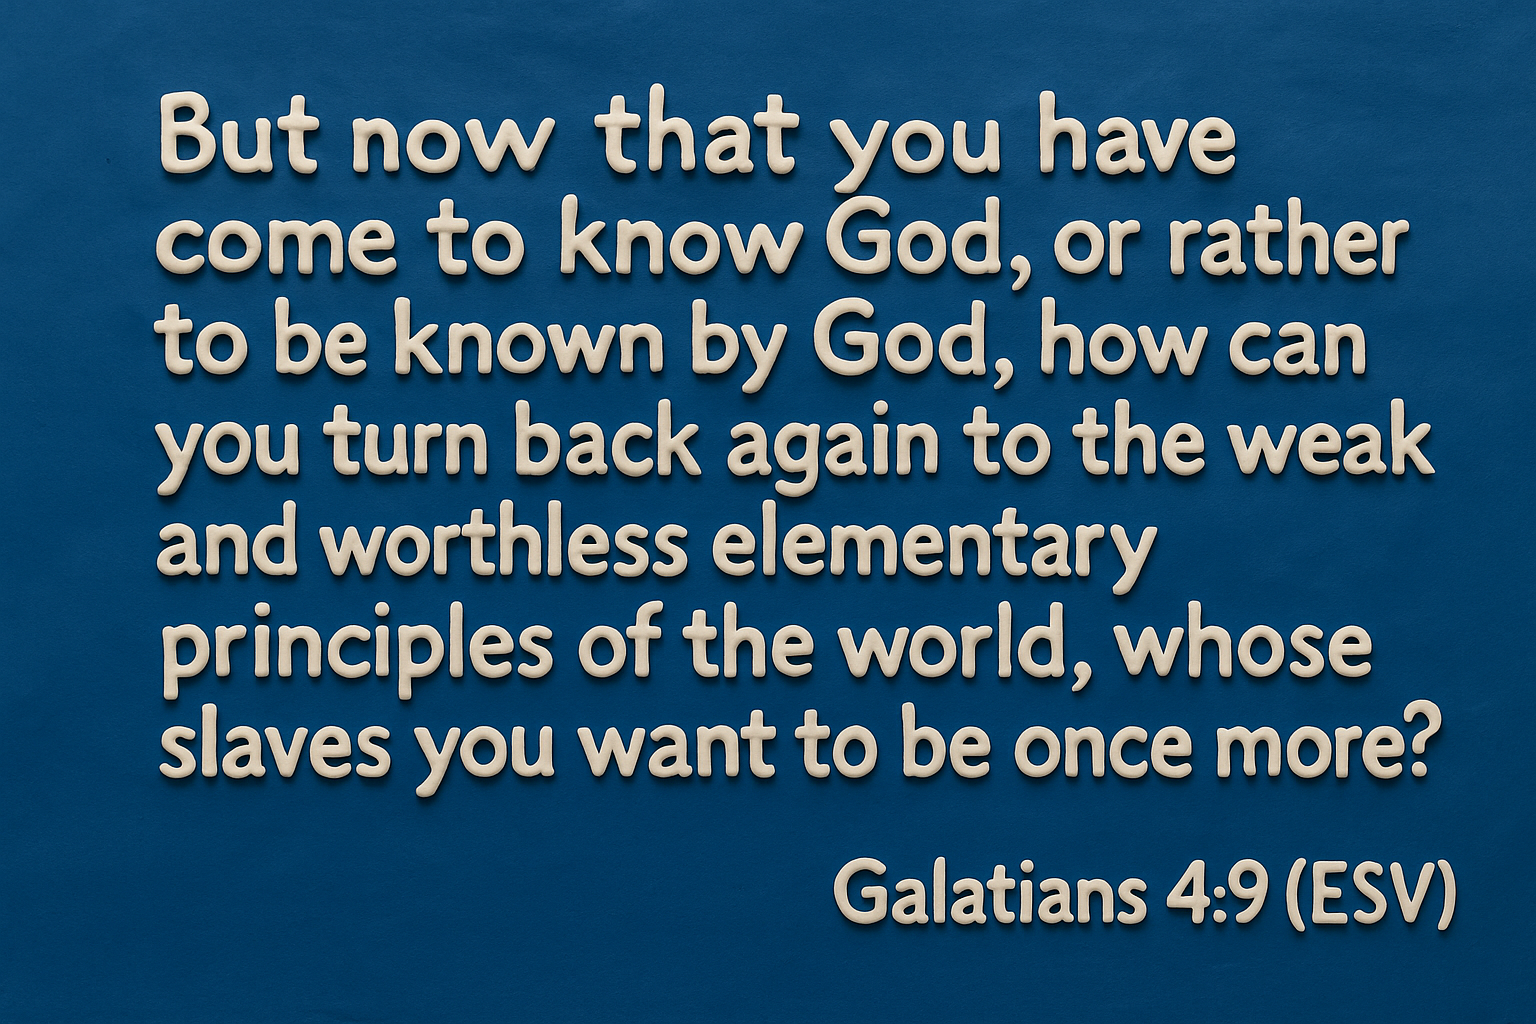 But now that you have
come to know God, or rather
to be known by God, how can
you turn back again to the weak
and worthless elementary
principles of the world, whose
slaves you want to be once more?
Galatians 4:9 (ESV)